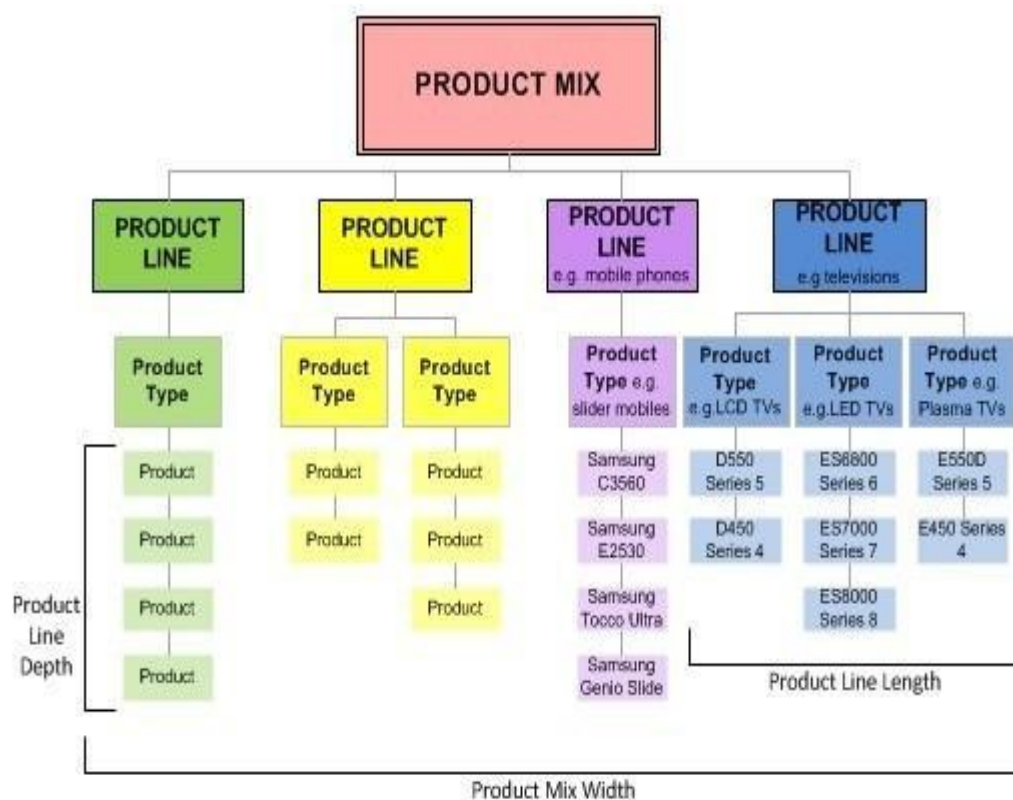 PRODUCT MIX
PRODUCT
LINE
PRODUCT
LINE
PRODUCT
LINE
e.g. mobile phones
PRODUCT
LINE
e.g televisions
Product
Type
Product
Type
Product
Type
Product
Type e.g.
slider mobiles
Product
Type
e.g.LCD TVs
Product
Type
e.g.LED TVs
Product
Type e.g.
Plasma TVs
Product
Product
Product
Product
Product
Product
Product
Product
Product
Samsung
C3560
Samsung
E2530
Samsung
Tocco Ultra
Samsung
Genio Slide
D550
Series 5
D450
Series 4
ES6800
Series 6
ES7000
Series 7
ES8000
Series 8
E550D
Series 5
E450 Series
4
Product
Line
Depth
Product Line Length
Product Mix Width